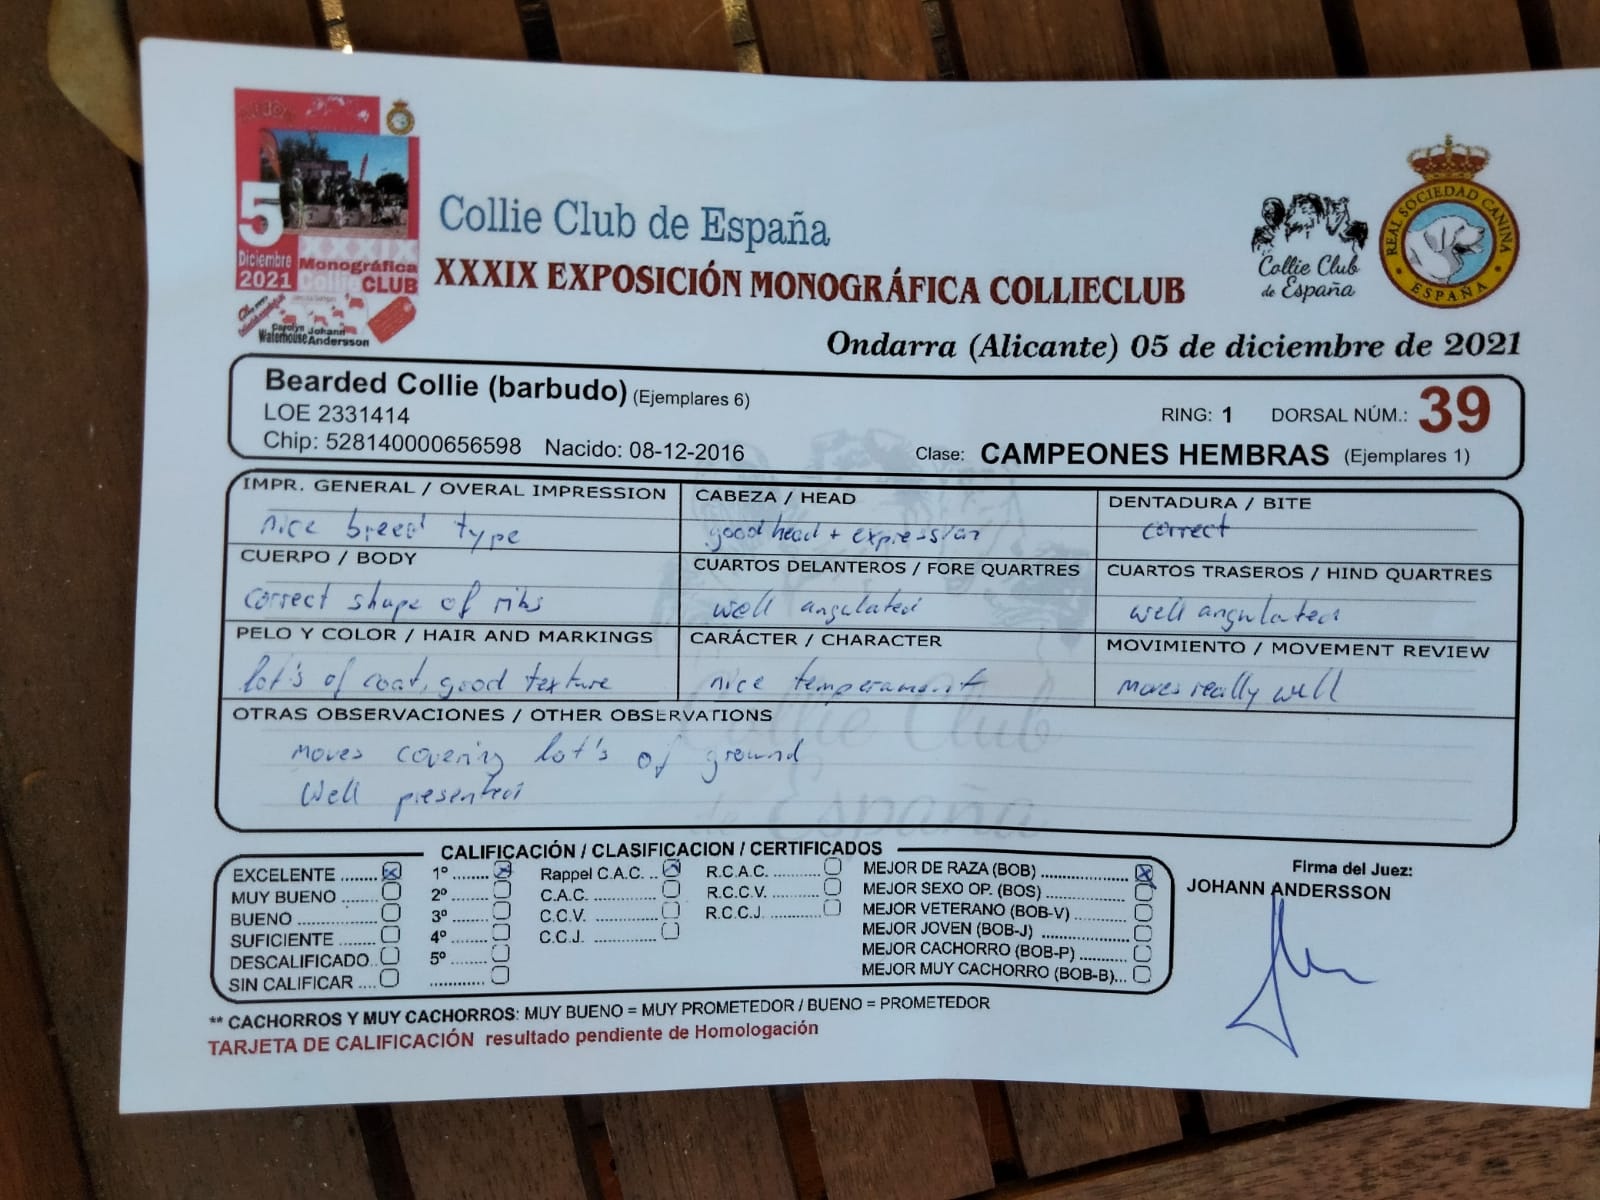 5
Diciembre
2021
XXXIX
Monográfica
CollieCLUB
Carolyn Johann
Waterhouse Andersson
Collie Club de España
XXXIX EXPOSICIÓN MONOGRÁFICA COLLIECLUB
Collie Club
de España
REAL SOCIEDAD CANINA
ESPAÑA
Ondarra (Alicante) 05 de diciembre de 2021
Bearded Collie (barbudo) (Ejemplares 6)
LOE 2331414
RING: 1 DORSAL NÚM.: 39
Chip: 528140000656598 Nacido: 08-12-2016
Clase: CAMPEONES HEMBRAS (Ejemplares 1)
IMPR. GENERAL / OVERAL IMPRESSION
nice breed type
CABEZA / HEAD
good head + expression
DENTADURA / BITE
correct
CUERPO / BODY
correct shape of ribs
CUARTOS DELANTEROS / FORE QUARTRES
well angulated
CUARTOS TRASEROS / HIND QUARTRES
well angulated
PELO Y COLOR / HAIR AND MARKINGS
lot's of coat, good texture
CARÁCTER / CHARACTER
nice temperament
MOVIMIENTO / MOVEMENT REVIEW
moves really well
OTRAS OBSERVACIONES / OTHER OBSERVATIONS
moves covering lot's of ground
Well presented
Collie Club
de España
CALIFICACIÓN / CLASIFICACION / CERTIFICADOS
EXCELENTE ........
MUY BUENO .......
BUENO ..............
SUFICIENTE .......
DESCALIFICADO..
SIN CALIFICAR ....
1º ........
2º ........
3º ........
4º ........
5º ........
............
Rappel C.A.C. ..
C.A.C. ............
C.C.V. ............
C.C.J. ............
R.C.A.C. ..........
R.C.C.V. ..........
R.C.C.J. ..........
MEJOR DE RAZA (BOB) ..................
MEJOR SEXO OP. (BOS) ..................
MEJOR VETERANO (BOB-V) ..............
MEJOR JOVEN (BOB-J) ..................
MEJOR CACHORRO (BOB-P) .............
MEJOR MUY CACHORRO (BOB-B)...
Firma del Juez:
JOHANN ANDERSSON
** CACHORROS Y MUY CACHORROS: MUY BUENO = MUY PROMETEDOR / BUENO = PROMETEDOR
TARJETA DE CALIFICACIÓN resultado pendiente de Homologación